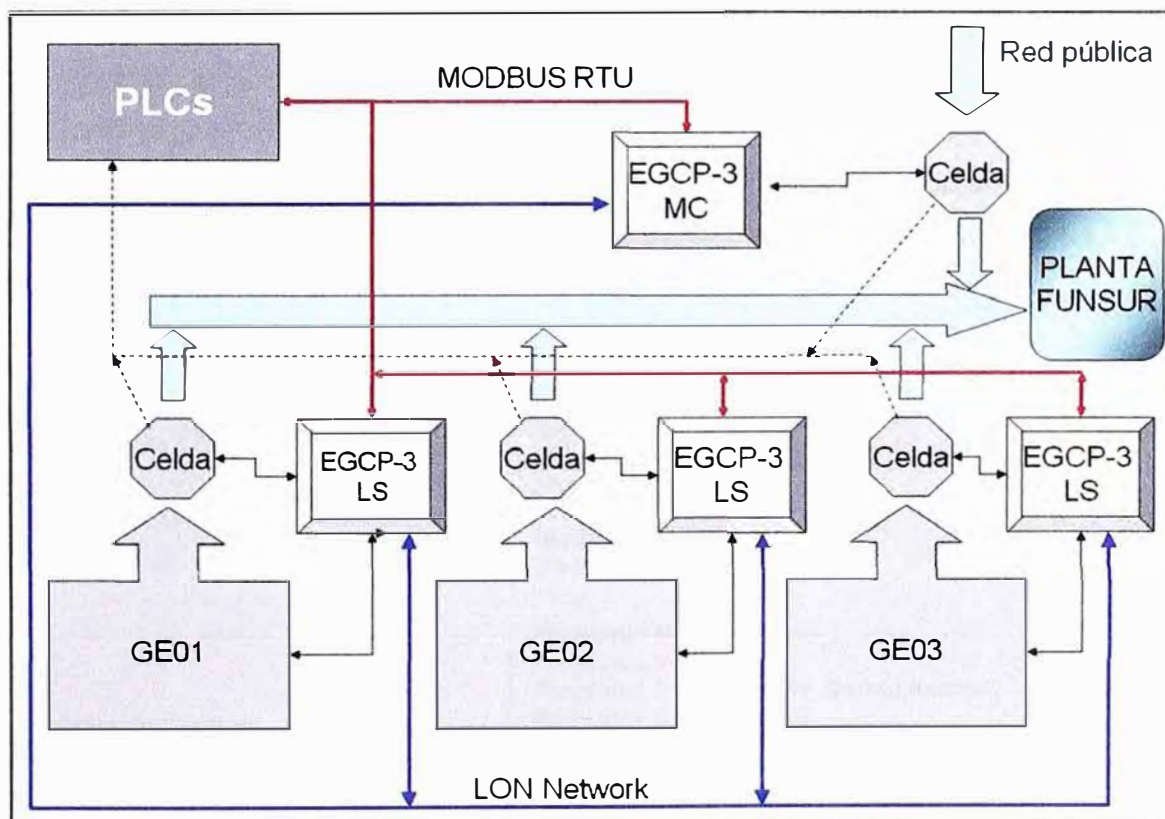 Red pública
MODBUS RTU
PLCs
EGCP-3
MC
Celda
PLANTA
FUNSUR
Celda
EGCP-3
LS
Celda
EGCP-3
LS
Celda
EGCP-3
LS
GE01
GE02
GE03
LON Network